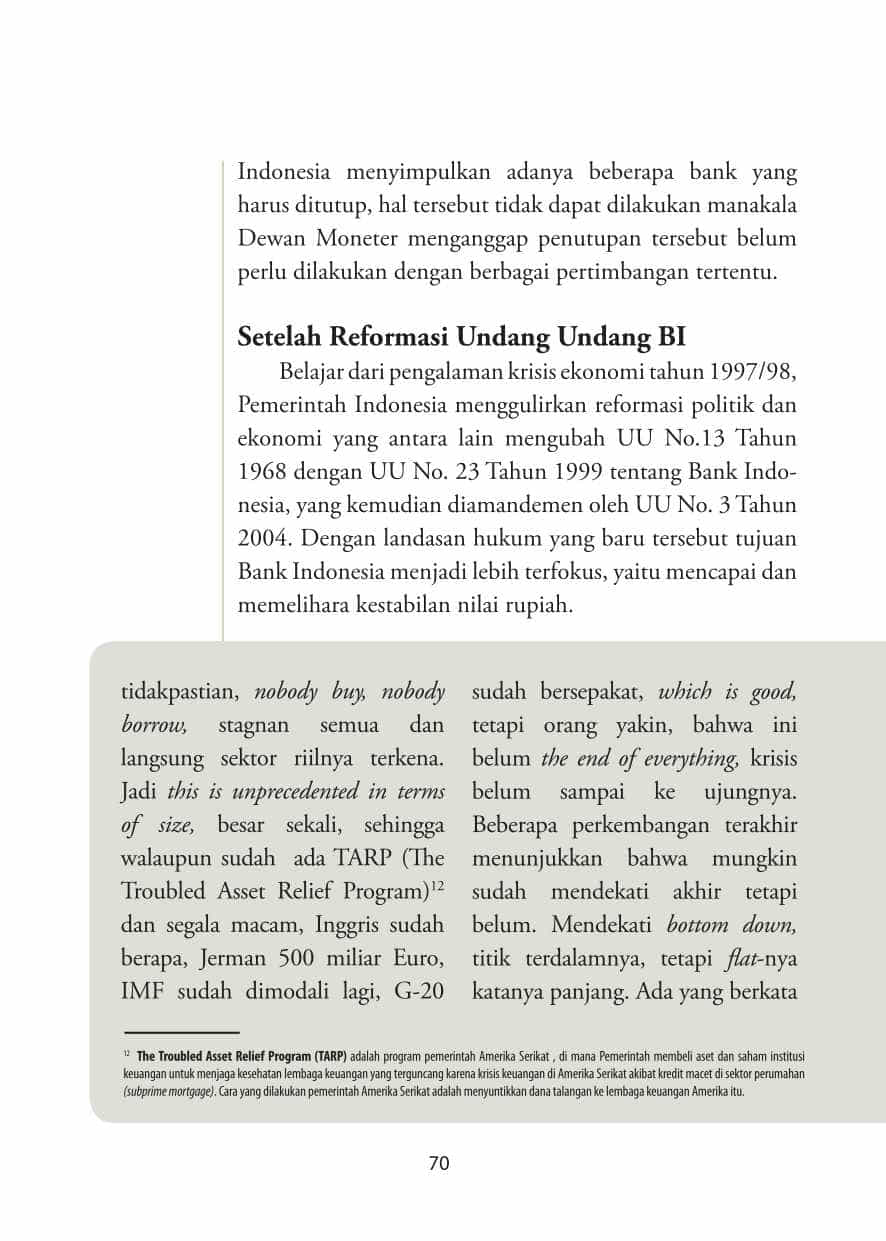 Indonesia menyimpulkan adanya beberapa bank yang
harus ditutup, hal tersebut tidak dapat dilakukan manakala
Dewan Moneter menganggap penutupan tersebut belum
perlu dilakukan dengan berbagai pertimbangan tertentu.
Setelah Reformasi Undang Undang BI
Belajar dari pengalaman krisis ekonomi tahun 1997/98,
Pemerintah Indonesia menggulirkan reformasi politik dan
ekonomi yang antara lain mengubah UU No.13 Tahun
1968 dengan UU No. 23 Tahun 1999 tentang Bank Indo-
nesia, yang kemudian diamandemen oleh UU No. 3 Tahun
2004. Dengan landasan hukum yang baru tersebut tujuan
Bank Indonesia menjadi lebih terfokus, yaitu mencapai dan
memelihara kestabilan nilai rupiah.
tidakpastian, nobody buy, nobody
borrow, stagnan semua dan
langsung sektor riilnya terkena.
Jadi this is unprecedented in terms
of size, besar sekali, sehingga
walaupun sudah ada TARP (The
Troubled Asset Relief Program)12
dan segala macam, Inggris sudah
berapa, Jerman 500 miliar Euro,
IMF sudah dimodali lagi, G-20
sudah bersepakat, which is good,
tetapi orang yakin, bahwa ini
belum the end of everything, krisis
belum sampai ke ujungnya.
Beberapa perkembangan terakhir
menunjukkan bahwa mungkin
sudah mendekati akhir tetapi
belum. Mendekati bottom down,
titik terdalamnya, tetapi flat-nya
katanya panjang. Ada yang berkata
12 The Troubled Asset Relief Program (TARP) adalah program pemerintah Amerika Serikat , di mana Pemerintah membeli aset dan saham institusi
keuangan untuk menjaga kesehatan lembaga keuangan yang terguncang karena krisis keuangan di Amerika Serikat akibat kredit macet di sektor perumahan
(subprime mortgage). Cara yang dilakukan pemerintah Amerika Serikat adalah menyuntikkan dana talangan ke lembaga keuangan Amerika itu.
70